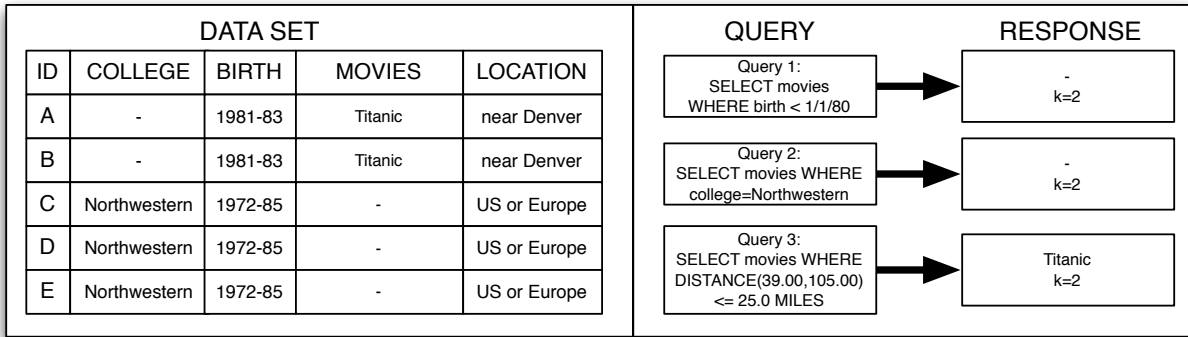 DATA SET
ID COLLEGE BIRTH MOVIES LOCATION
A - 1981-83 Titanic near Denver
B - 1981-83 Titanic near Denver
C Northwestern 1972-85 - US or Europe
D Northwestern 1972-85 - US or Europe
E Northwestern 1972-85 - US or Europe
QUERY RESPONSE
Query 1:
SELECT movies
WHERE birth < 1/1/80
-
k=2
Query 2:
SELECT movies WHERE
college=Northwestern
-
k=2
Query 3:
SELECT movies WHERE
DISTANCE(39.00,105.00)
<= 25.0 MILES
Titanic
k=2